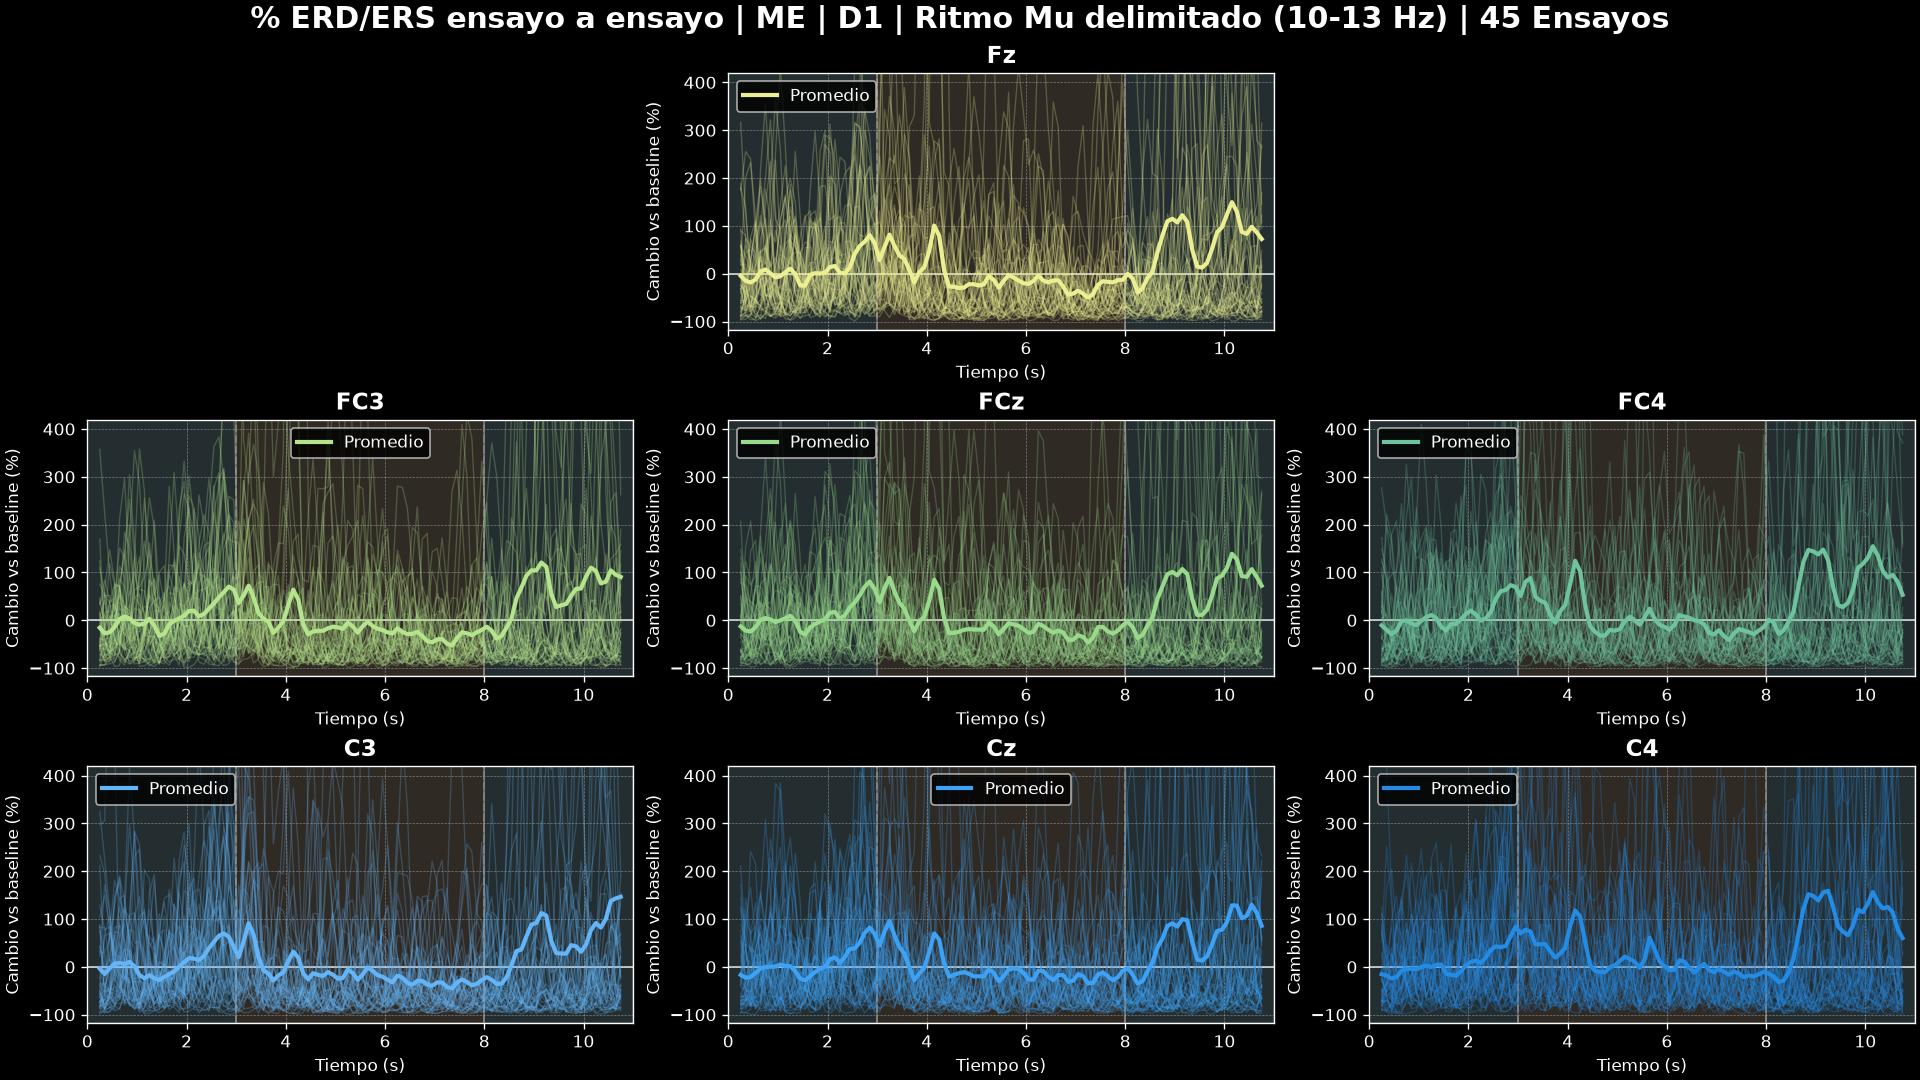 % ERD/ERS ensayo a ensayo | ME | D1 | Ritmo Mu delimitado (10-13 Hz) | 45 Ensayos
Fz
Promedio
Cambio vs baseline (%)
400
300
200
100
0
−100
0 2 4 6 8 10
Tiempo (s)
FC3
Promedio
Cambio vs baseline (%)
400
300
200
100
0
−100
0 2 4 6 8 10
Tiempo (s)
FCz
Promedio
Cambio vs baseline (%)
400
300
200
100
0
−100
0 2 4 6 8 10
Tiempo (s)
FC4
Promedio
Cambio vs baseline (%)
400
300
200
100
0
−100
0 2 4 6 8 10
Tiempo (s)
C3
Promedio
Cambio vs baseline (%)
400
300
200
100
0
−100
0 2 4 6 8 10
Tiempo (s)
Cz
Promedio
Cambio vs baseline (%)
400
300
200
100
0
−100
0 2 4 6 8 10
Tiempo (s)
C4
Promedio
Cambio vs baseline (%)
400
300
200
100
0
−100
0 2 4 6 8 10
Tiempo (s)